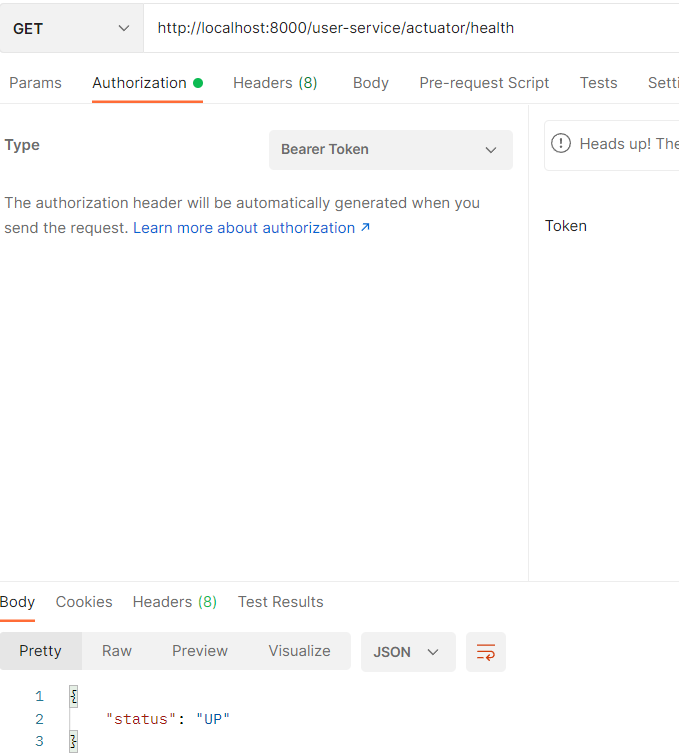 GET http://localhost:8000/user-service/actuator/health
Params Authorization Headers (8) Body Pre-request Script Tests Setti
Type Bearer Token
Heads up! The
The authorization header will be automatically generated when you
send the request. Learn more about authorization ↗
Token
Body Cookies Headers (8) Test Results
Pretty Raw Preview Visualize JSON
1 {
2 "status": "UP"
3 }